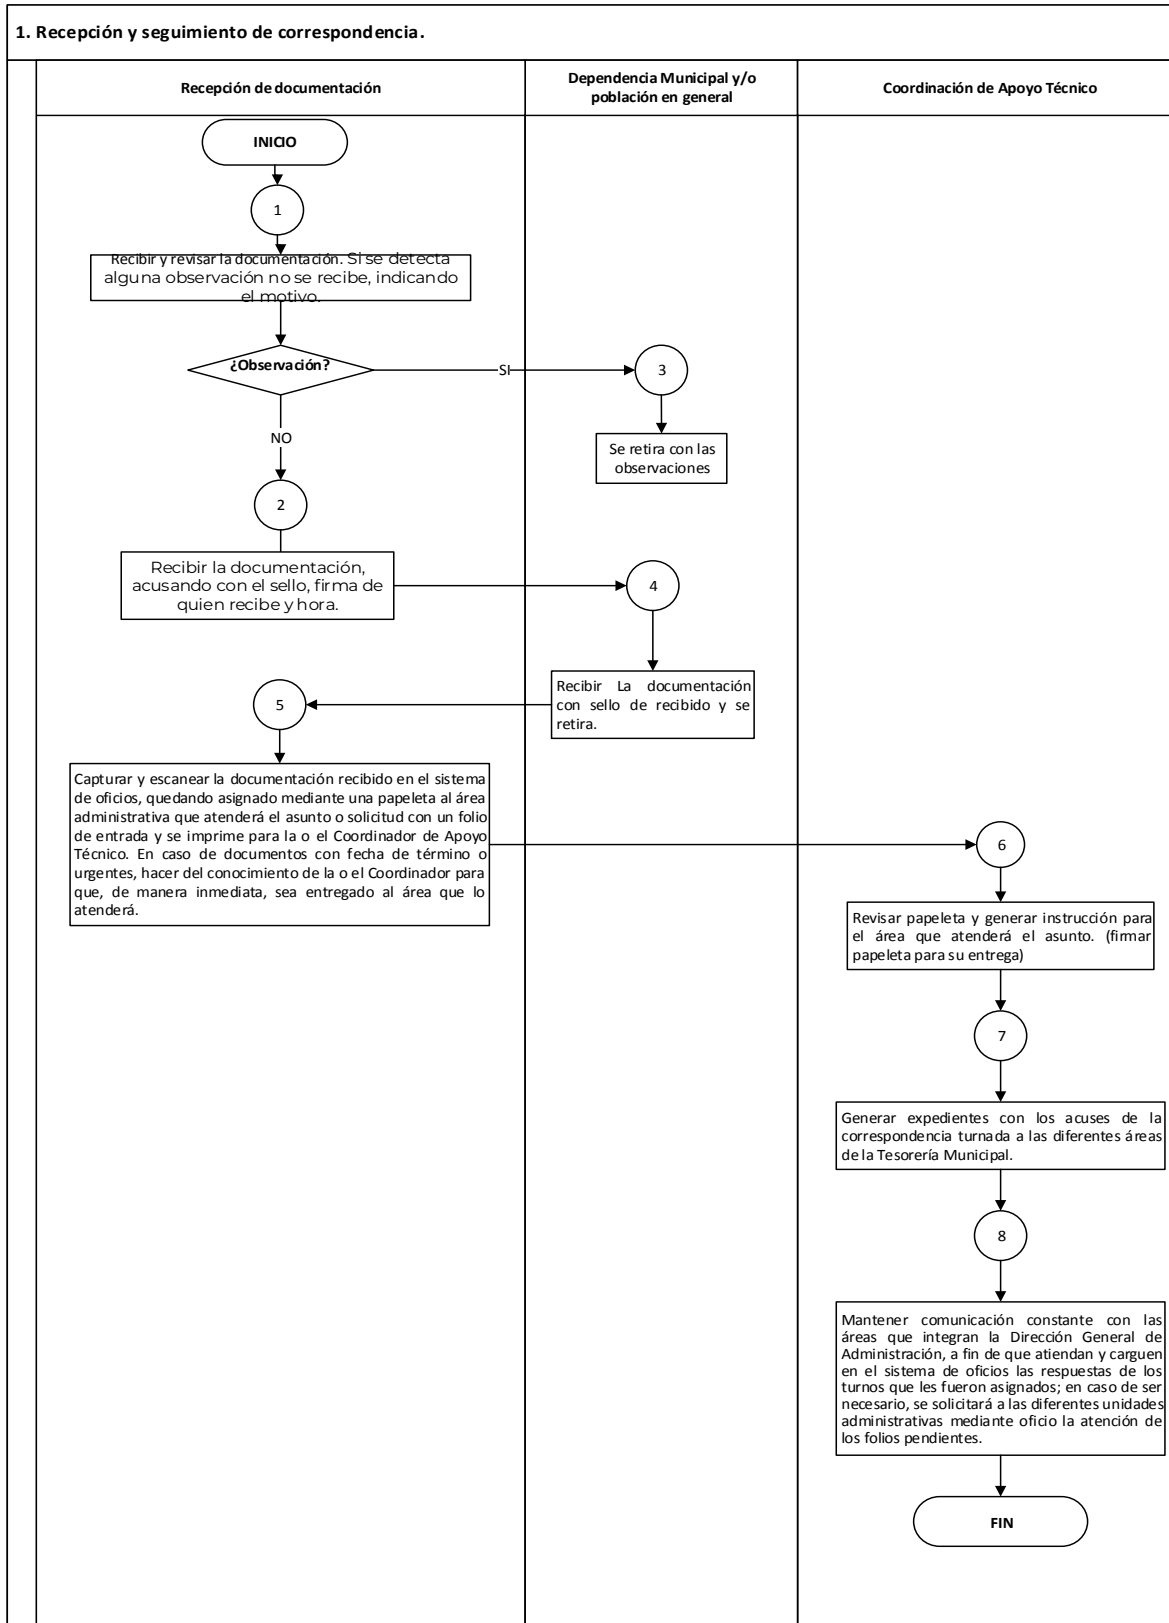 1. Recepción y seguimiento de correspondencia.
Recepción de documentación
Dependencia Municipal y/o
población en general
Coordinación de Apoyo Técnico
INICIO
1
Recibir y revisar la documentación. Si se detecta
alguna observación no se recibe, indicando
el motivo.
¿Observación?
SI
3
Se retira con las
observaciones
NO
2
Recibir la documentación,
acusando con el sello, firma de
quien recibe y hora.
4
Recibir La documentación
con sello de recibido y se
retira.
5
Capturar y escanear la documentación recibido en el sistema
de oficios, quedando asignado mediante una papeleta al área
administrativa que atenderá el asunto o solicitud con un folio
de entrada y se imprime para la o el Coordinador de Apoyo
Técnico. En caso de documentos con fecha de término o
urgentes, hacer del conocimiento de la o el Coordinador para
que, de manera inmediata, sea entregado al área que lo
atenderá.
6
Revisar papeleta y generar instrucción para
el área que atenderá el asunto. (firmar
papeleta para su entrega)
7
Generar expedientes con los acuses de la
correspondencia turnada a las diferentes áreas
de la Tesorería Municipal.
8
Mantener comunicación constante con las
áreas que integran la Dirección General de
Administración, a fin de que atiendan y carguen
en el sistema de oficios las respuestas de los
turnos que les fueron asignados; en caso de ser
necesario, se solicitará a las diferentes unidades
administrativas mediante oficio la atención de
los folios pendientes.
FIN